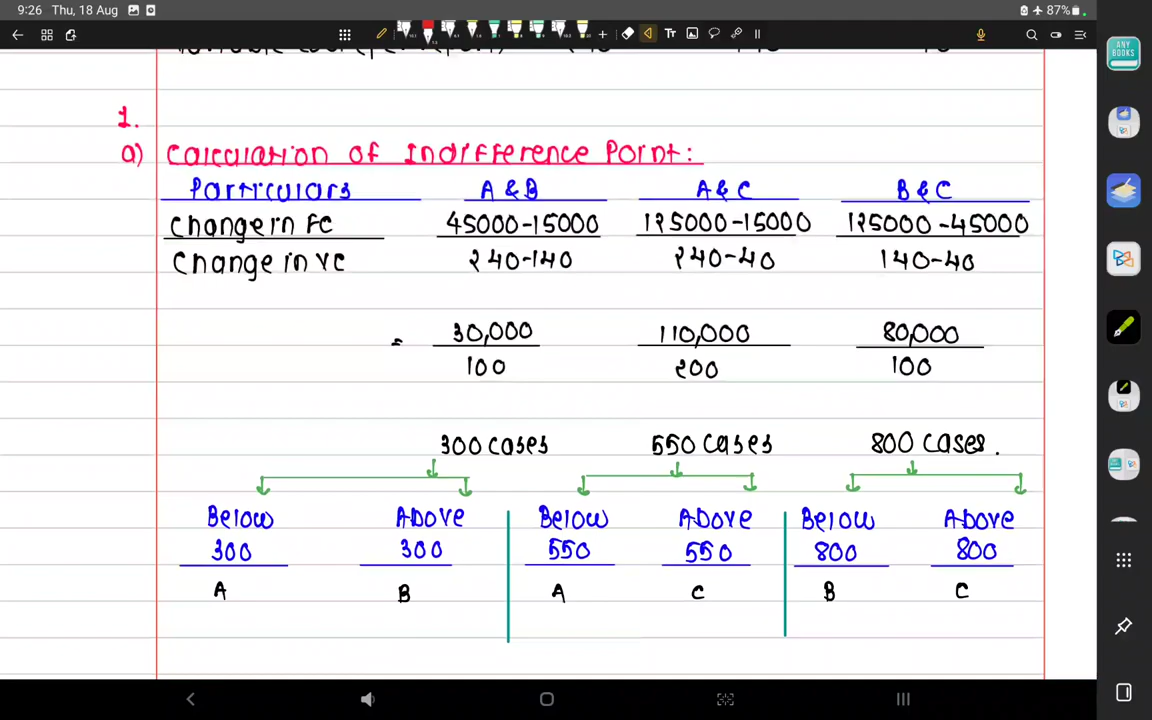 9:26 Thu, 18 Aug
87%
Tт
1.
a) Calculation of Indifference Point:
Particulars A & B A & C B & C
Change in FC 45000-15000 125000-15000 125000-45000
Change in VC 240-140 240-40 140-40
= 30,000 110,000 80,000
100 200 100
300 cases 550 cases 800 cases.
Below Above Below Above Below Above
300 300 550 550 800 800
A B A C B C
ANY BOOKS